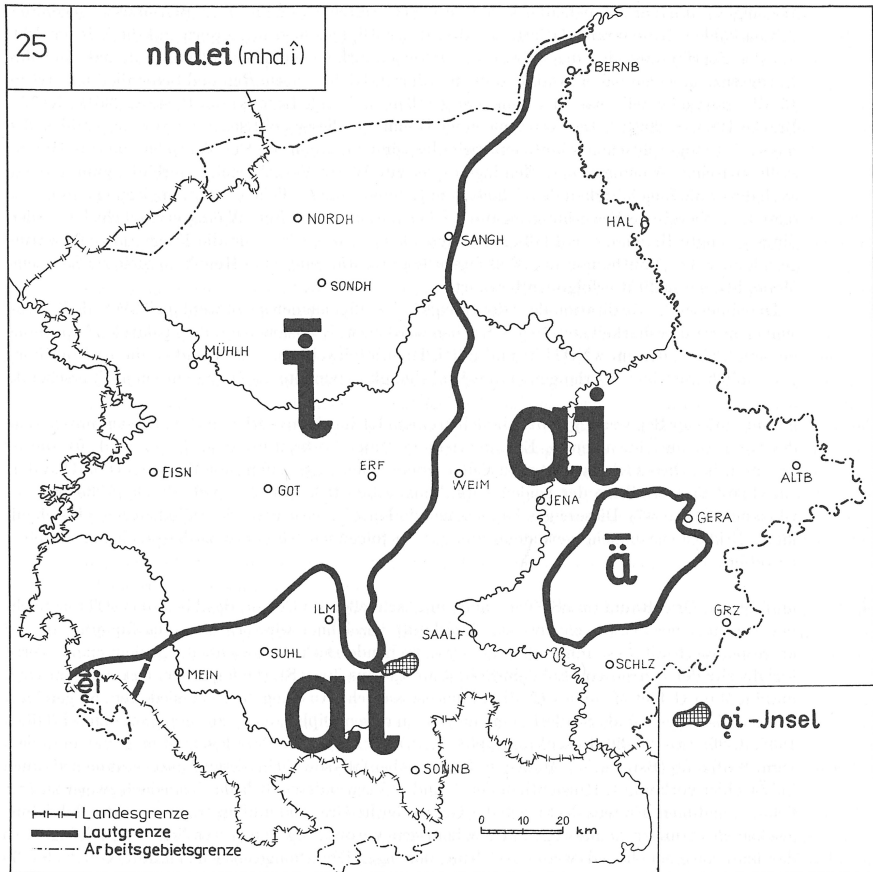 25
nhd.ei (mhd.î)
BERNB
NORDH
HAL
SANGH
SONDH
MÜHLH
ī
ai
EISN
GOT
ERF
WEIM
ALTB
JENA
GERA
ǟ
ILM
GRZ
SAALF
SUHL
SCHLZ
MEIN
ai
ǫi-Jnsel
SONNB
Landesgrenze
Lautgrenze
Arbeitsgebietsgrenze
0 10 20 km